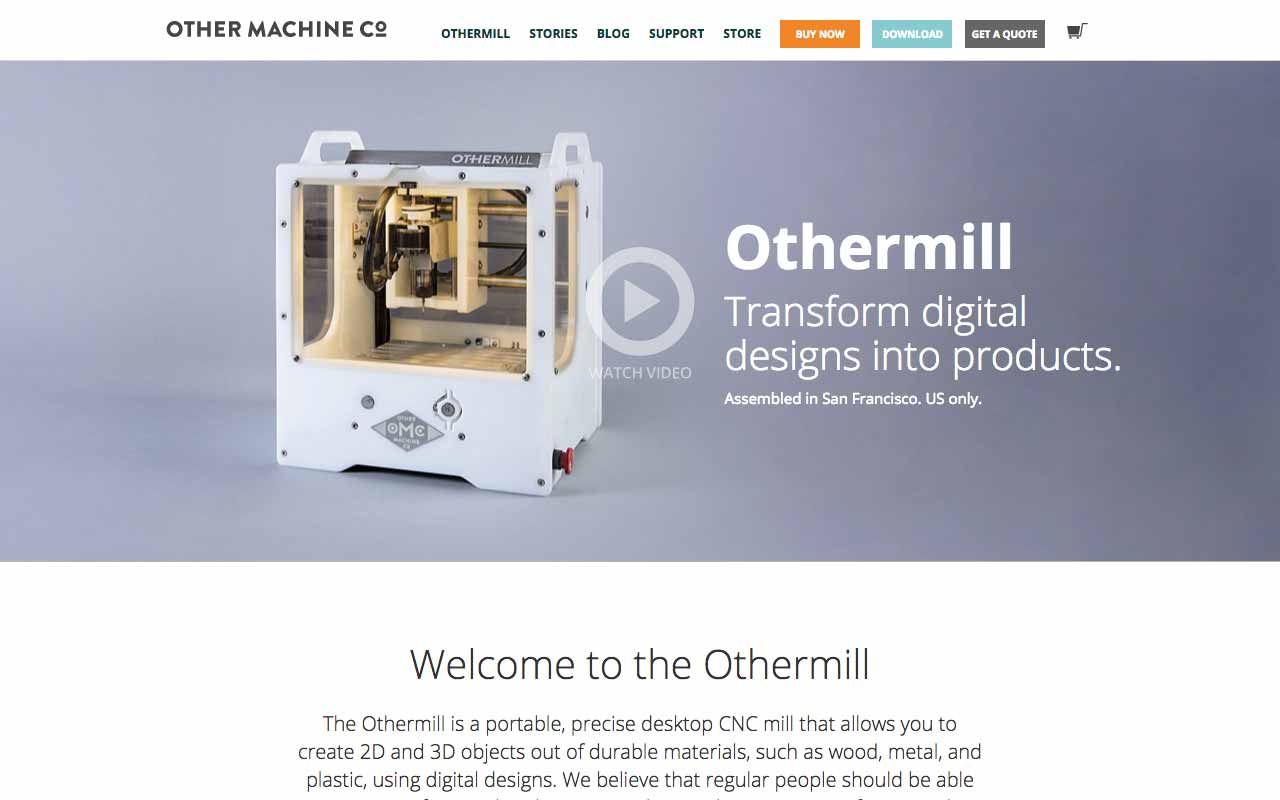 OTHER MACHINE CO
OTHERMILL STORIES BLOG SUPPORT STORE BUY NOW DOWNLOAD GET A QUOTE
OTHERMILL
Othermill
Transform digital
designs into products.
WATCH VIDEO
Assembled in San Francisco. US only.
OTHER
OMC
MACHINE
CO
Welcome to the Othermill
The Othermill is a portable, precise desktop CNC mill that allows you to
create 2D and 3D objects out of durable materials, such as wood, metal, and
plastic, using digital designs. We believe that regular people should be able